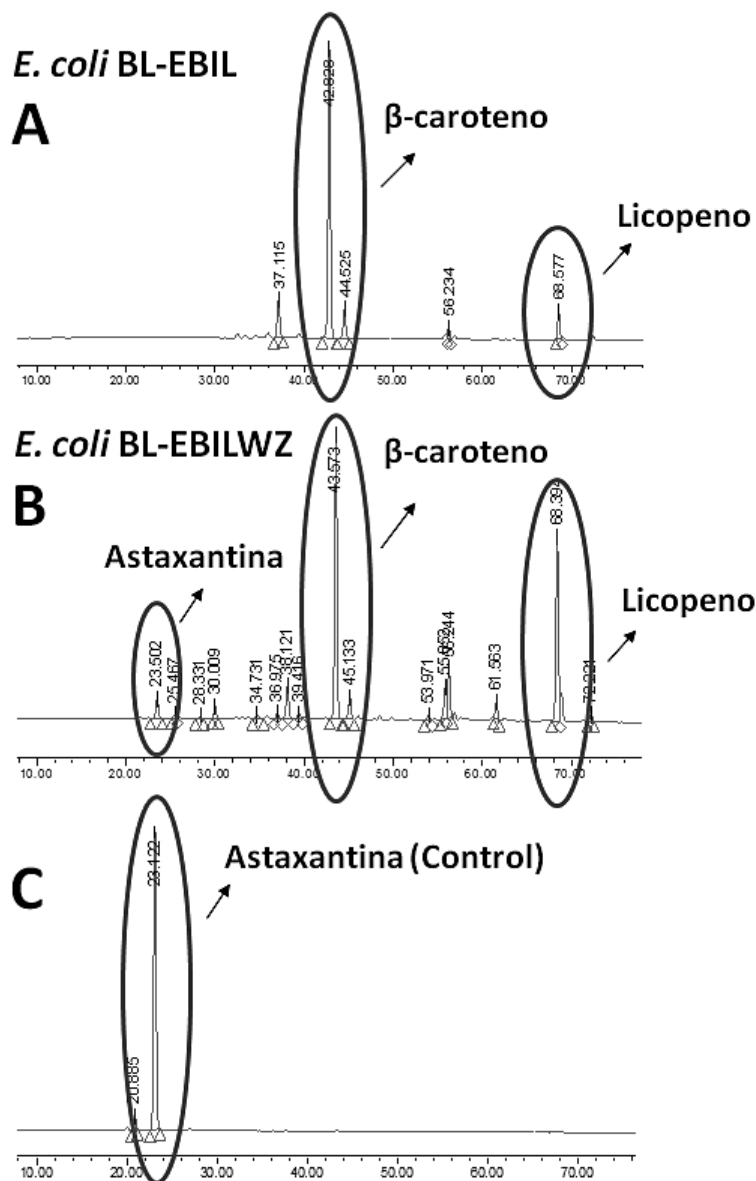 E. coli BL-EBIL
A
β-caroteno
Licopeno
37.115
42.828
44.525
56.234
68.577
10.00 20.00 30.00 40.00 50.00 60.00 70.00
E. coli BL-EBILWZ
B
β-caroteno
Astaxantina
Licopeno
23.502
25.467
28.331
30.009
34.731
36.975
38.121
39.416
43.573
45.133
53.971
61.563
68.394
72.221
10.00 20.00 30.00 40.00 50.00 60.00 70.00
C
Astaxantina (Control)
20.885
23.122
10.00 20.00 30.00 40.00 50.00 60.00 70.00